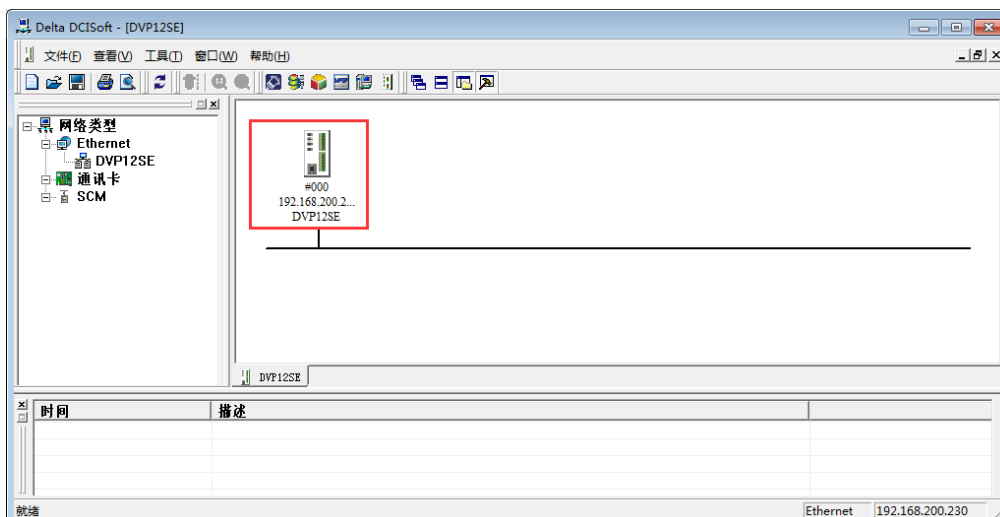 Delta DCISoft - [DVP12SE]
文件(F) 查看(V) 工具(T) 窗口(W) 帮助(H)
网络类型
Ethernet
DVP12SE
通讯卡
SCM
#000
192.168.200.2...
DVP12SE
DVP12SE
时间 描述
就绪 Ethernet 192.168.200.230